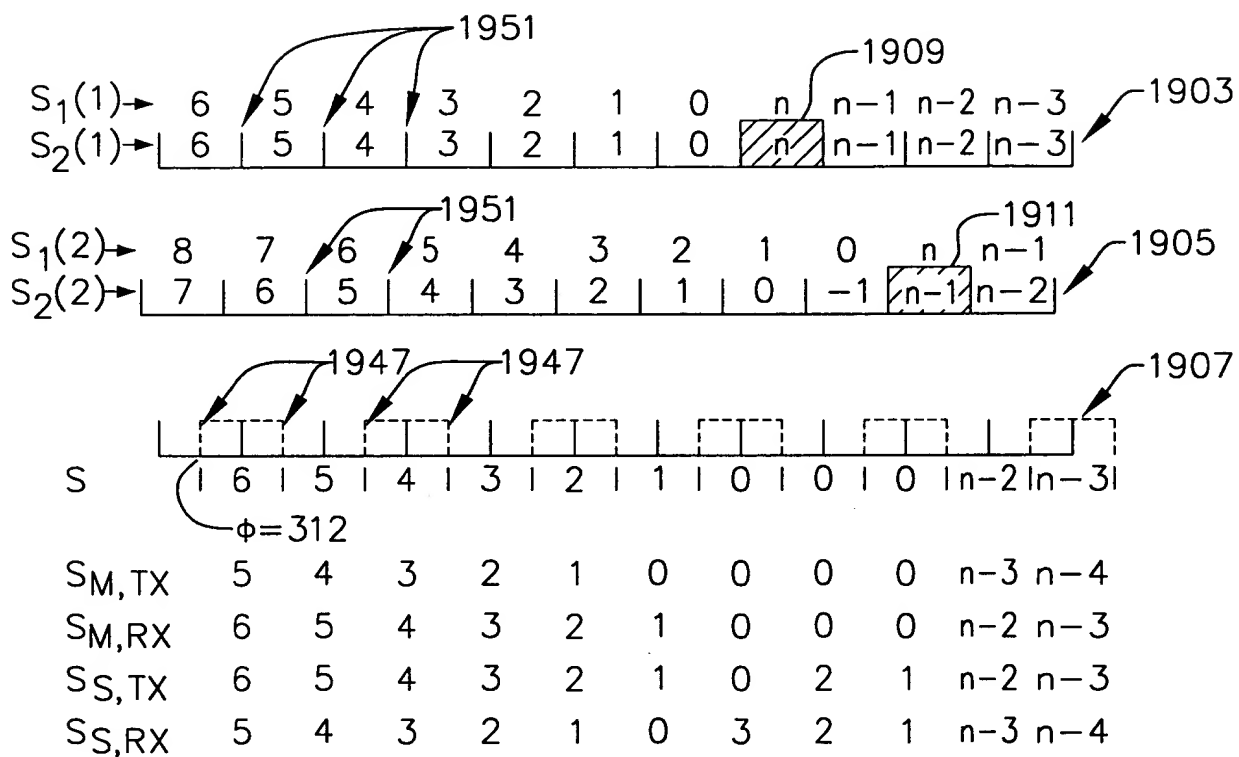 1951
1909
S1(1) 6 5 4 3 2 1 0 n n-1 n-2 n-3
1903
S2(1) 6 5 4 3 2 1 0 n n-1 n-2 n-3
1951
1911
S1(2) 8 7 6 5 4 3 2 1 0 n n-1
1905
S2(2) 7 6 5 4 3 2 1 0 -1 n-1 n-2
1947 1947 1907
S 6 5 4 3 2 1 0 0 0 n-2 n-3
Φ=312
SM,TX 5 4 3 2 1 0 0 0 0 n-3 n-4
SM,RX 6 5 4 3 2 1 0 0 0 n-2 n-3
SS,TX 6 5 4 3 2 1 0 2 1 n-2 n-3
SS,RX 5 4 3 2 1 0 3 2 1 n-3 n-4